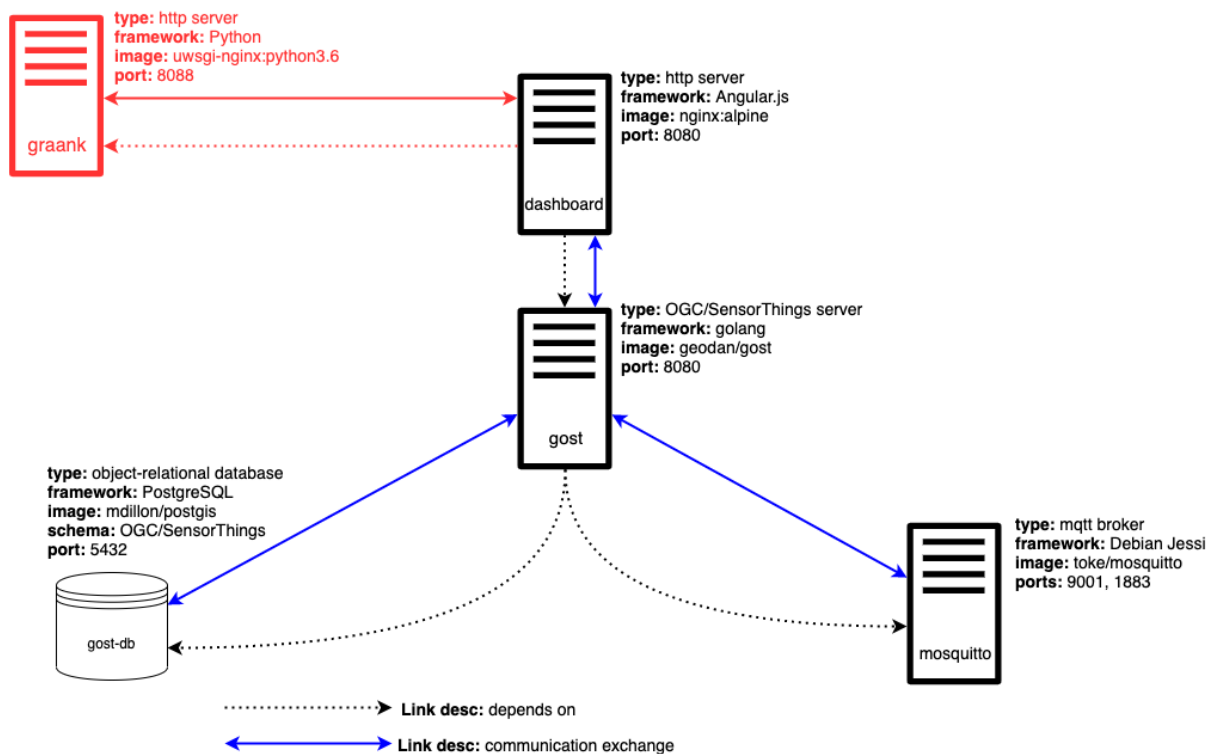 type: http server
framework: Python
image: uwsgi-nginx:python3.6
port: 8088
graank
type: http server
framework: Angular.js
image: nginx:alpine
port: 8080
dashboard
type: OGC/SensorThings server
framework: golang
image: geodan/gost
port: 8080
gost
type: object-relational database
framework: PostgreSQL
image: mdillon/postgis
schema: OGC/SensorThings
port: 5432
gost-db
type: mqtt broker
framework: Debian Jessi
image: toke/mosquitto
ports: 9001, 1883
mosquitto
Link desc: depends on
Link desc: communication exchange